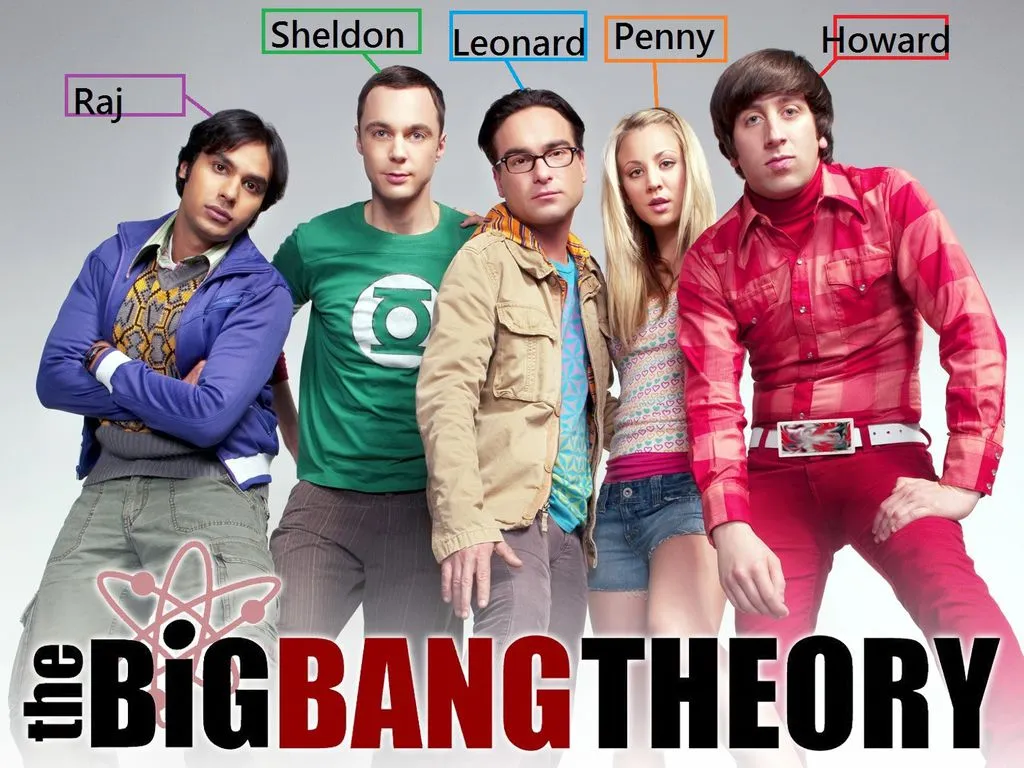 Raj
Sheldon
Leonard
Penny
Howard
the BiG BANG THEORY